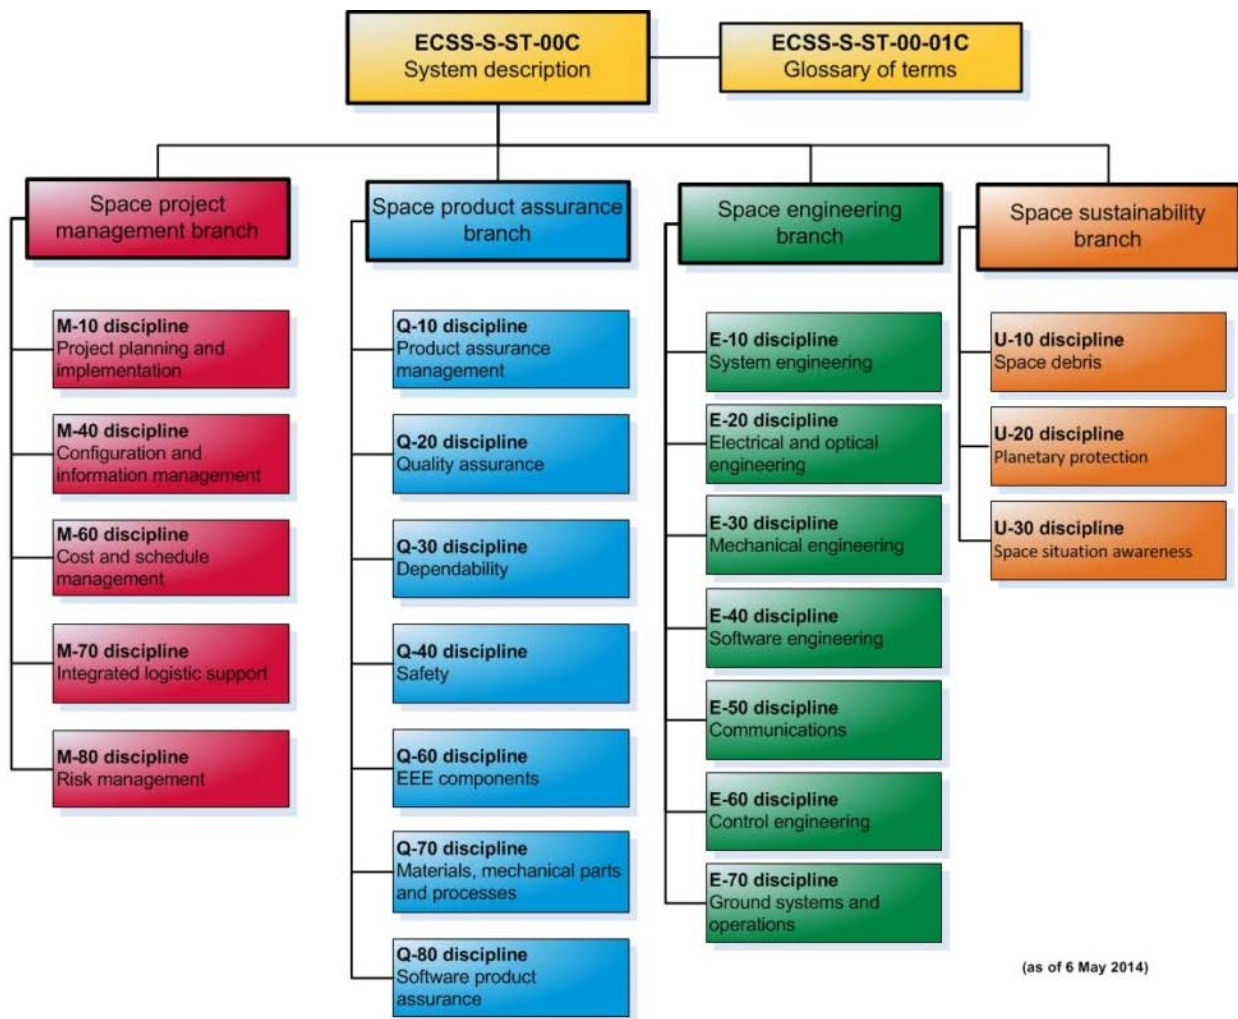 ECSS-S-ST-00C
System description
ECSS-S-ST-00-01C
Glossary of terms
Space project
management branch
M-10 discipline
Project planning and
implementation
M-40 discipline
Configuration and
information management
M-60 discipline
Cost and schedule
management
M-70 discipline
Integrated logistic support
M-80 discipline
Risk management
Space product assurance
branch
Q-10 discipline
Product assurance
management
Q-20 discipline
Quality assurance
Q-30 discipline
Dependability
Q-40 discipline
Safety
Q-60 discipline
EEE components
Q-70 discipline
Materials, mechanical parts
and processes
Q-80 discipline
Software product
assurance
Space engineering
branch
E-10 discipline
System engineering
E-20 discipline
Electrical and optical
engineering
E-30 discipline
Mechanical engineering
E-40 discipline
Software engineering
E-50 discipline
Communications
E-60 discipline
Control engineering
E-70 discipline
Ground systems and
operations
Space sustainability
branch
U-10 discipline
Space debris
U-20 discipline
Planetary protection
U-30 discipline
Space situation awareness
(as of 6 May 2014)